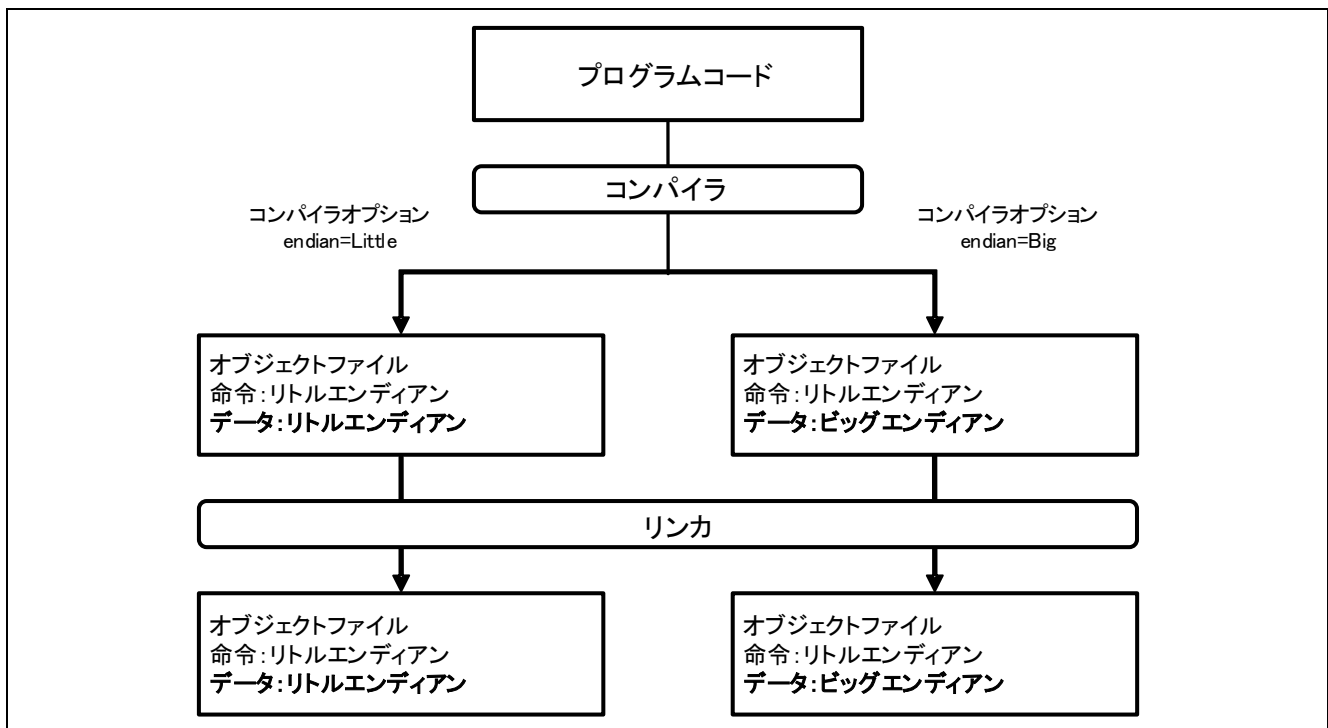 プログラムコード
コンパイラ
コンパイラオプション
endian=Little
コンパイラオプション
endian=Big
オブジェクトファイル
命令:リトルエンディアン
データ:リトルエンディアン
オブジェクトファイル
命令:リトルエンディアン
データ:ビッグエンディアン
リンカ
オブジェクトファイル
命令:リトルエンディアン
データ:リトルエンディアン
オブジェクトファイル
命令:リトルエンディアン
データ:ビッグエンディアン